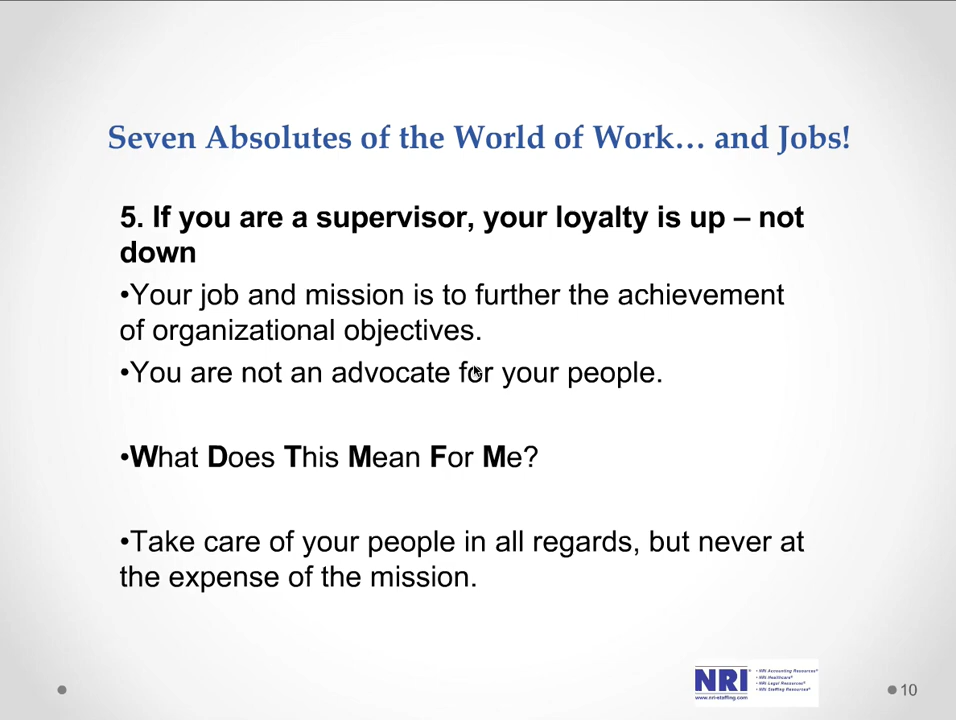 Seven Absolutes of the World of Work... and Jobs!
5. If you are a supervisor, your loyalty is up – not
down
•Your job and mission is to further the achievement
of organizational objectives.
•You are not an advocate for your people.
•What Does This Mean For Me?
•Take care of your people in all regards, but never at
the expense of the mission.
NRI®
www.nri-staffing.com
• NRI Accounting Resources®
• NRI Healthcare®
• NRI Legal Resources®
• NRI Staffing Resources®
10